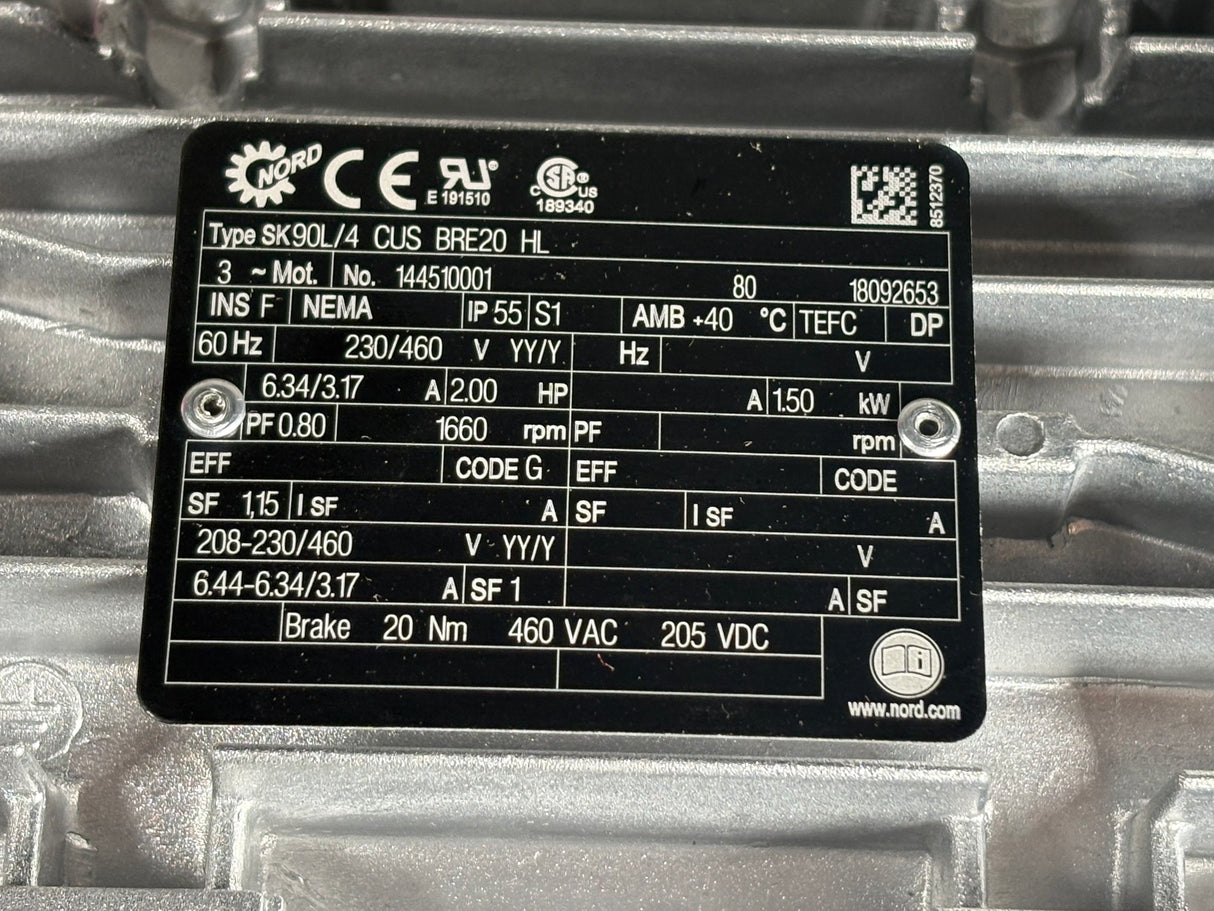 NORD CE RU ® SA ®
E 191510 C US
189340
8512370
Type SK90L/4 CUS BRE20 HL
3 ~ Mot. No. 144510001 80 18092653
INS F NEMA IP 55 S1 AMB +40 °C TEFC DP
60 Hz 230/460 V YY/Y Hz V
6.34/3.17 A 2.00 HP A 1.50 kW
PF 0.80 1660 rpm PF rpm
EFF CODE G EFF CODE
SF 1,15 I SF A SF I SF A
208-230/460 V YY/Y V
6.44-6.34/3.17 A SF 1 A SF
Brake 20 Nm 460 VAC 205 VDC
i
www.nord.com